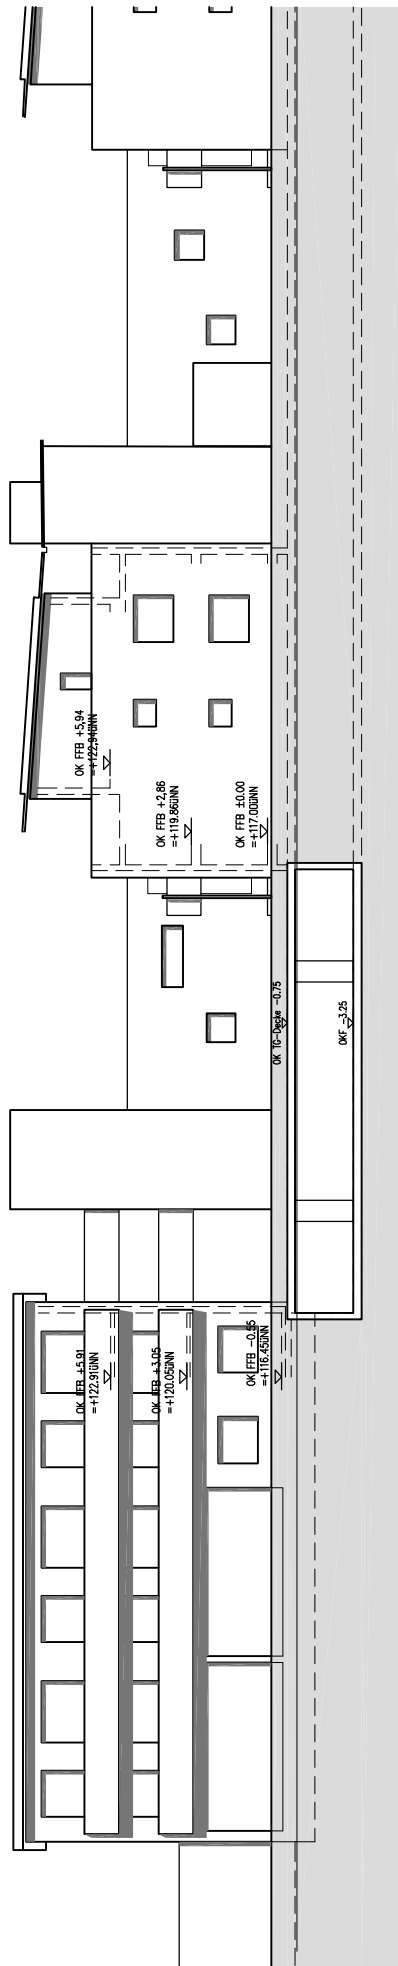 OK FFB +5,94
=+122,94üNN
OK FFB +2,86
=+119.86üNN
OK FFB ±0.00
=+117.00üNN
OK TG-Decke -0.75
OKF -3.25
OK FFB +5.91
=+122.91üNN
OK FFB +3.05
=+120.05üNN
OK FFB -0.55
=+116.45üNN